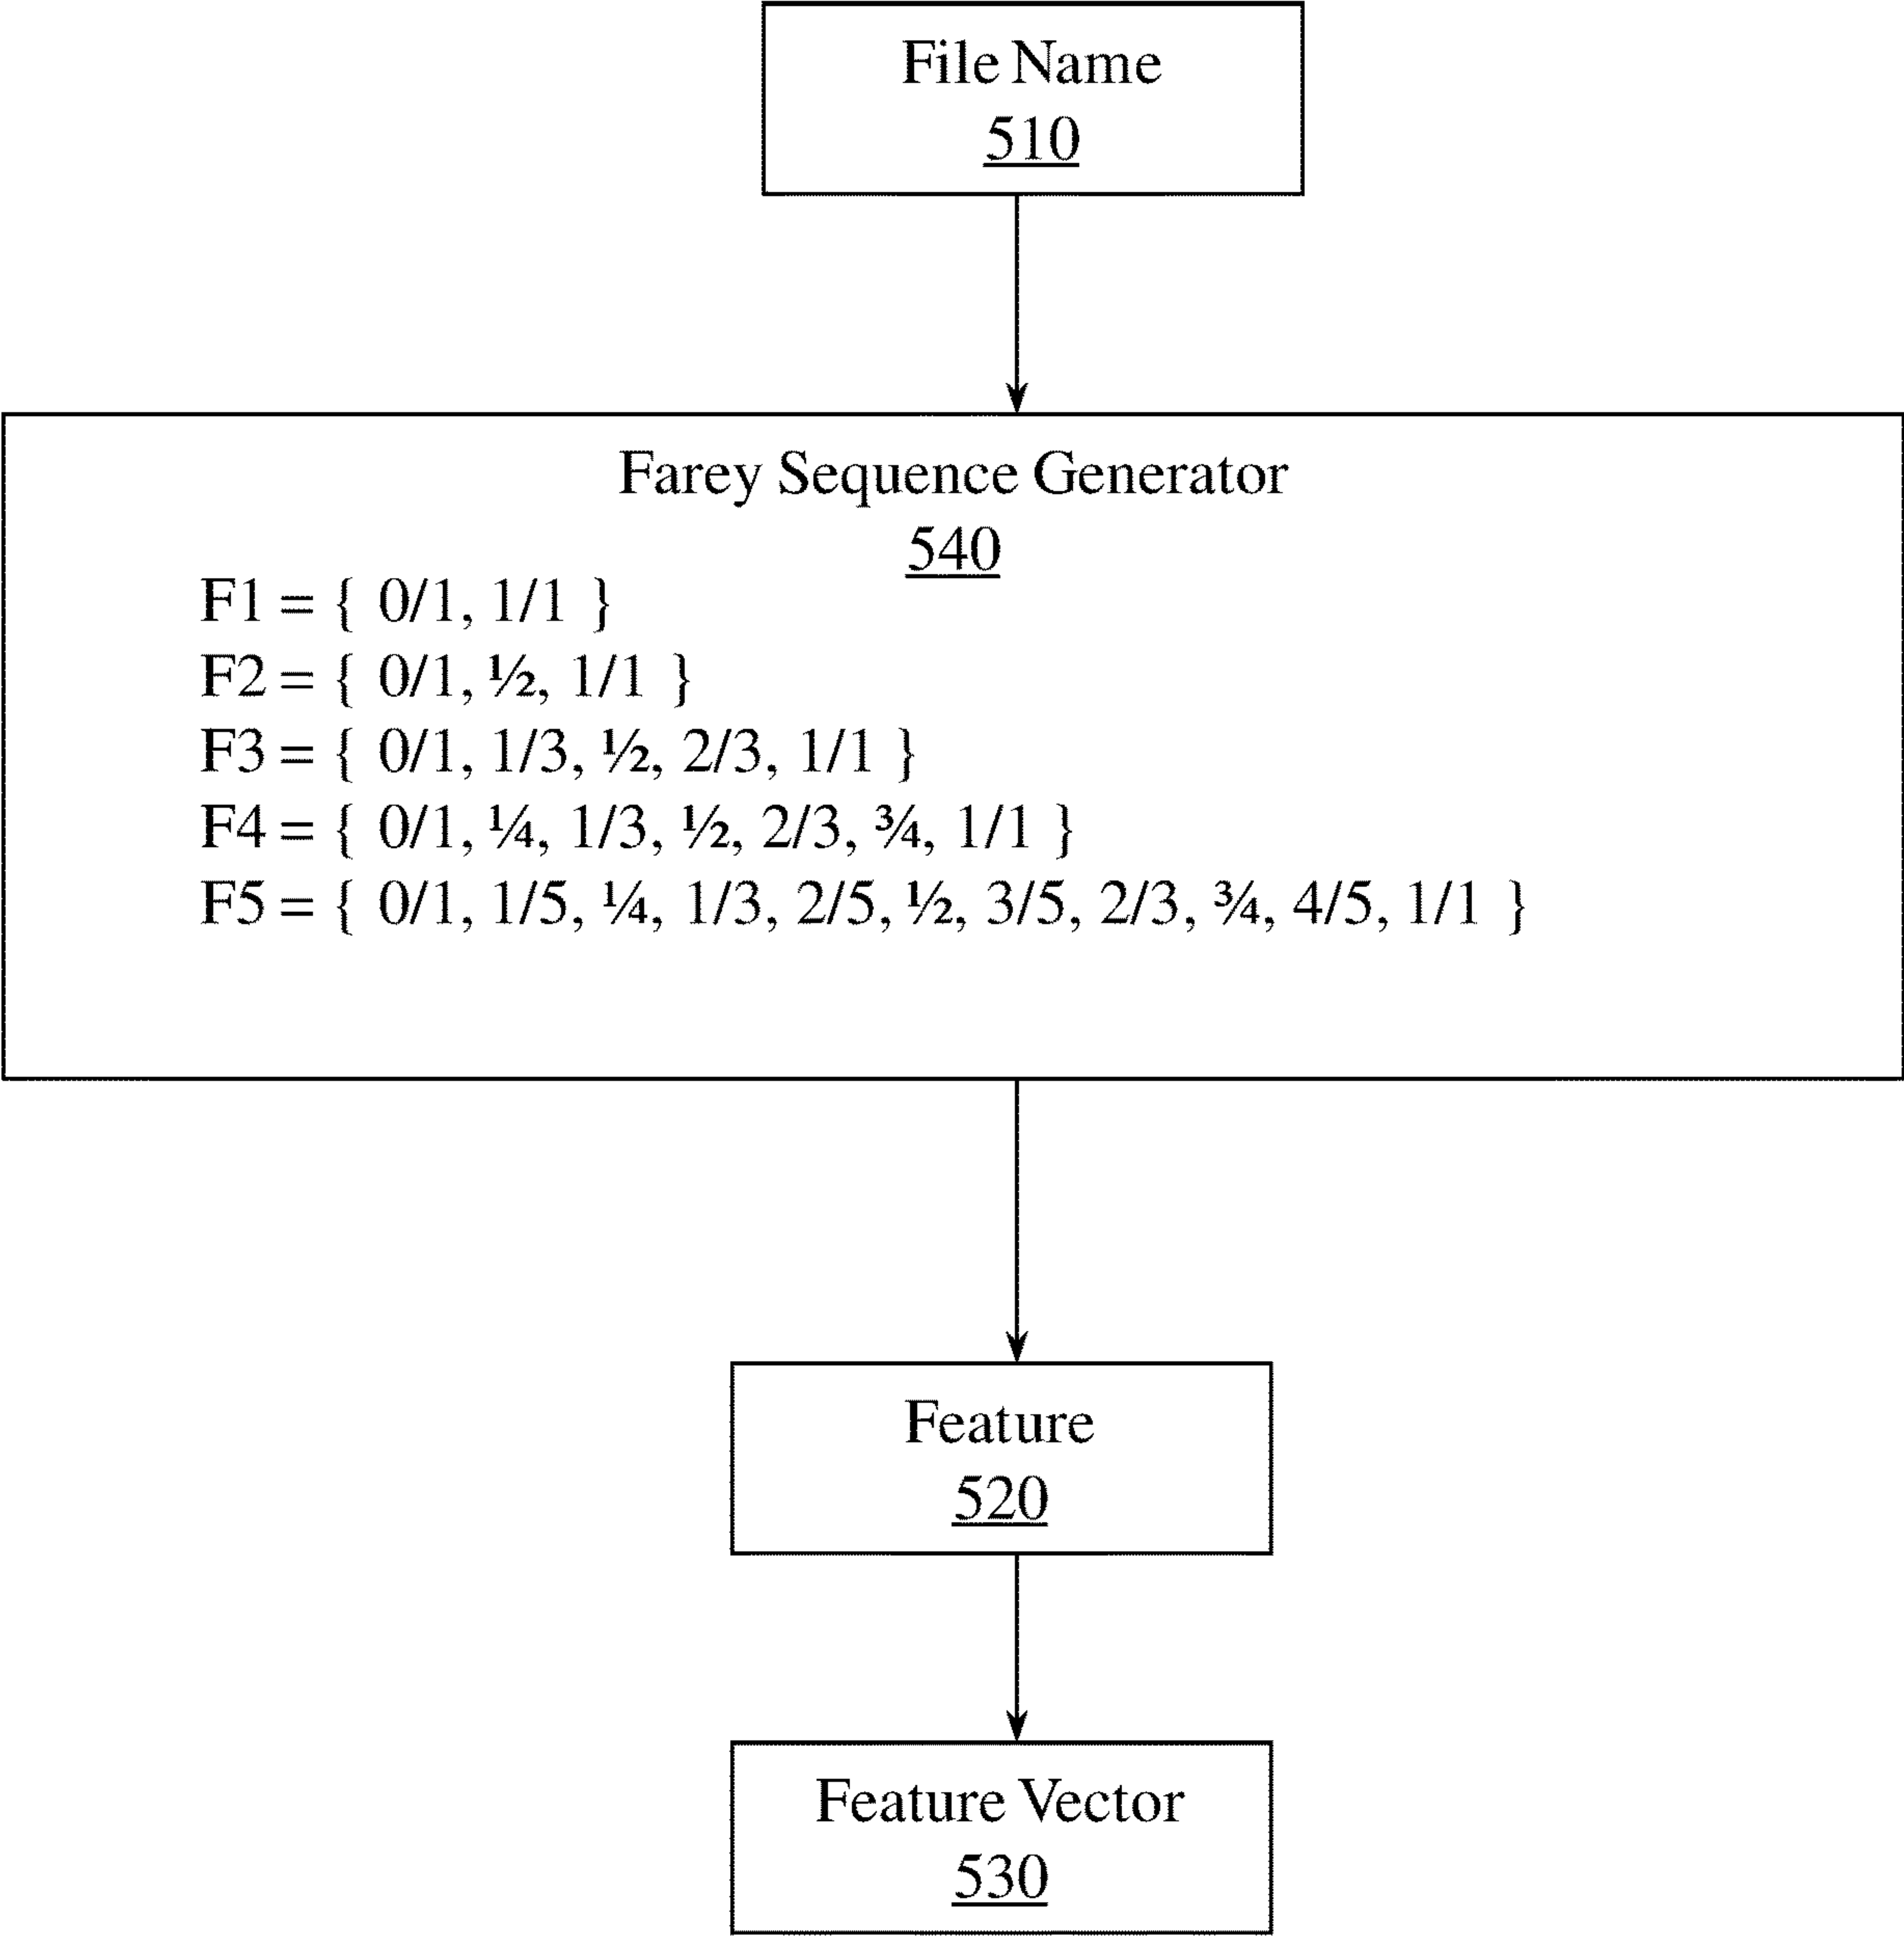 File Name
510
Farey Sequence Generator
540
F1 = { 0/1, 1/1 }
F2 = { 0/1, ½, 1/1 }
F3 = { 0/1, 1/3, ½, 2/3, 1/1 }
F4 = { 0/1, ¼, 1/3, ½, 2/3, ¾, 1/1 }
F5 = { 0/1, 1/5, ¼, 1/3, 2/5, ½, 3/5, 2/3, ¾, 4/5, 1/1 }
Feature
520
Feature Vector
530